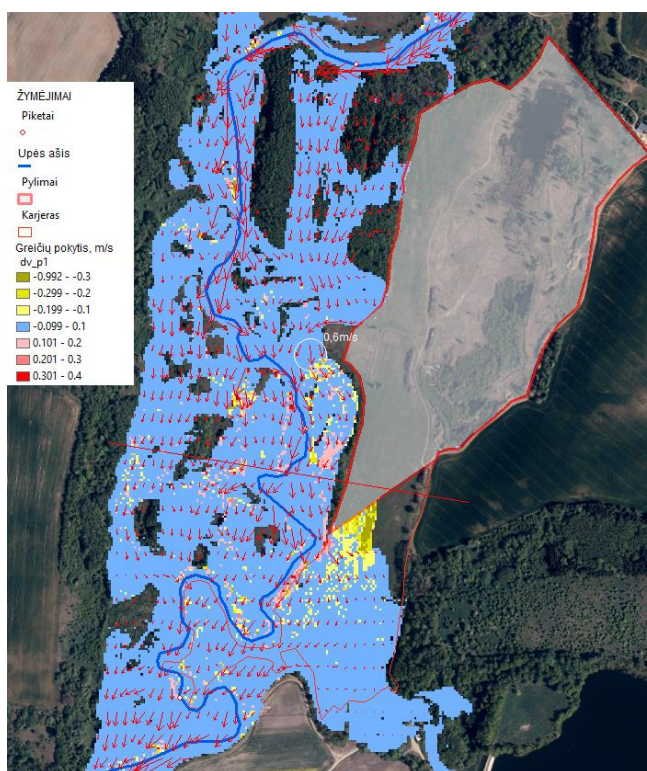 ŽYMĖJIMAI
Piketai
Upės ašis
Pylimai
Karjeras
Greičių pokytis, m/s
dv_p1
-0.992 - -0.3
-0.299 - -0.2
-0.199 - -0.1
-0.099 - 0.1
0.101 - 0.2
0.201 - 0.3
0.301 - 0.4
0,6m/s